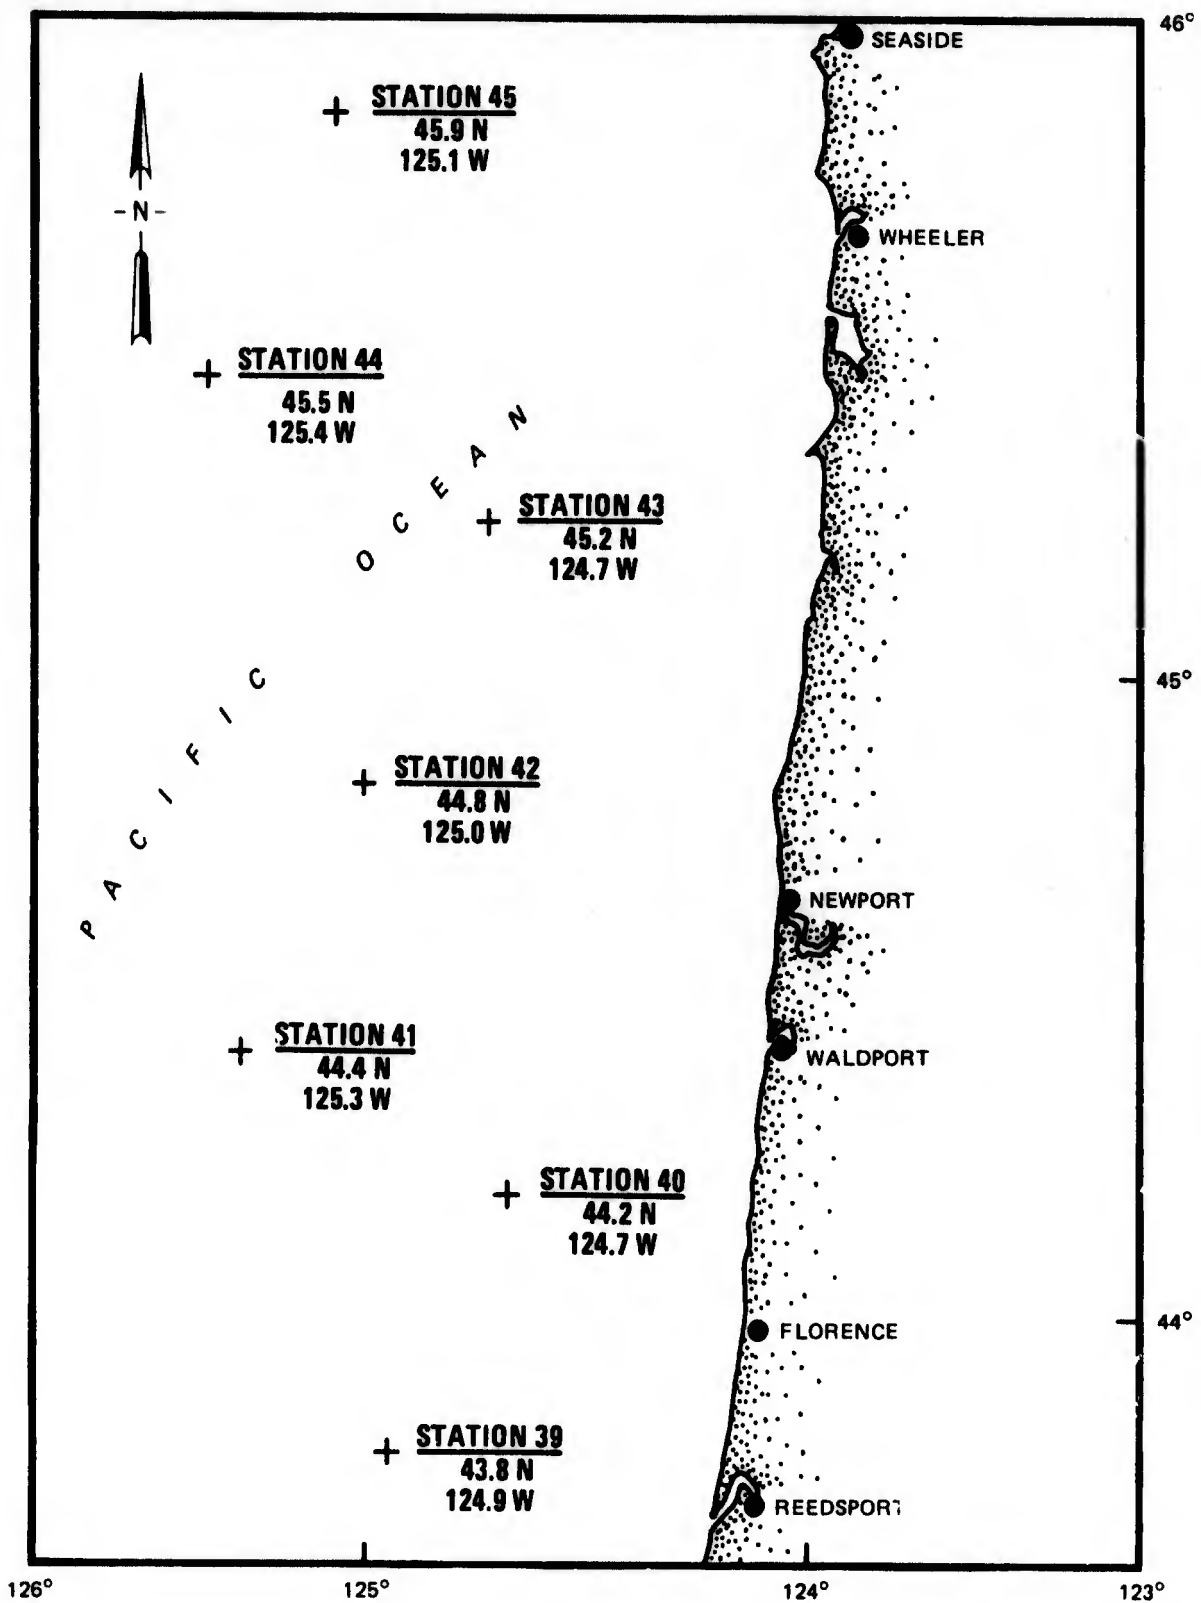 46°
SEASIDE
STATION 45
45.9 N
125.1 W
- N -
WHEELER
STATION 44
45.5 N
125.4 W
PACIFIC OCEAN
STATION 43
45.2 N
124.7 W
45°
STATION 42
44.8 N
125.0 W
NEWPORT
STATION 41
44.4 N
125.3 W
WALDPORT
STATION 40
44.2 N
124.7 W
44°
FLORENCE
STATION 39
43.8 N
124.9 W
REEDSPORT
126°
125°
124°
123°